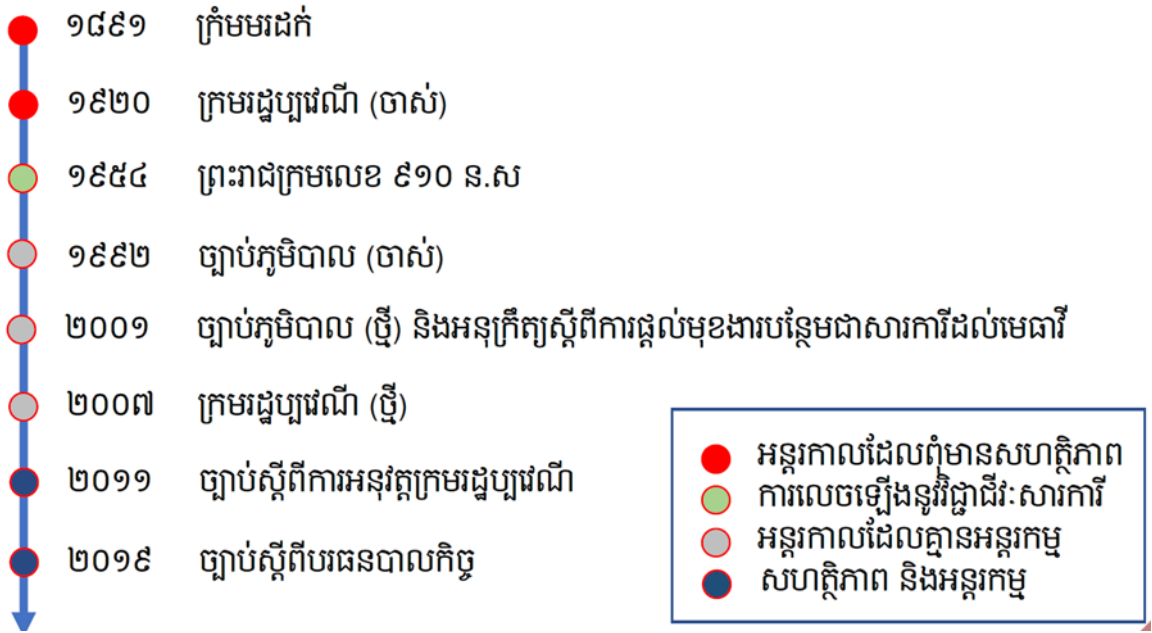 ១៨៩១ ក្រំមមរដក់
១៩២០ ក្រមរដ្ឋប្បវេណី (ចាស់)
១៩៥៤ ព្រះរាជក្រមលេខ ៩១០ ន.ស
១៩៩២ ច្បាប់ភូមិបាល (ចាស់)
២០០១ ច្បាប់ភូមិបាល (ថ្មី) និងអនុក្រឹត្យស្តីពីការផ្តល់មុខងារបន្ថែមជាសារការីដល់មេធាវី
២០០៧ ក្រមរដ្ឋប្បវេណី (ថ្មី)
២០១១ ច្បាប់ស្តីពីការអនុវត្តក្រមរដ្ឋប្បវេណី
២០១៩ ច្បាប់ស្តីពីបរធនបាលកិច្ច
អន្តរកាលដែលពុំមានសហត្ថិភាព
ការលេចឡើងនូវវិជ្ជាជីវៈសារការី
អន្តរកាលដែលគ្មានអន្តរកម្ម
សហត្ថិភាព និងអន្តរកម្ម